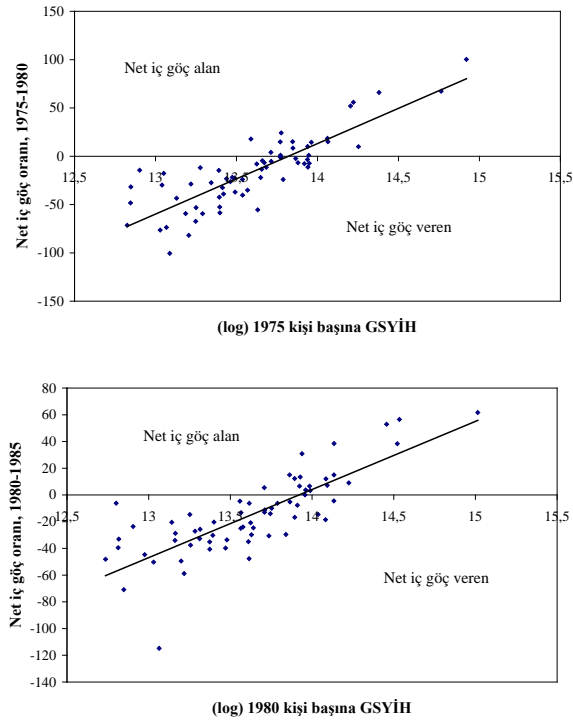 150
Net iç göç alan
100
50
0
12,5 13 13,5 14 14,5 15 15,5
-50
Net iç göç veren
-100
-150
Net iç göç oranı, 1975-1980
(log) 1975 kişi başına GSYİH
80
60
Net iç göç alan
40
20
0
12,5 13 13,5 14 14,5 15 15,5
-20
-40
-60
Net iç göç veren
-80
-100
-120
-140
Net iç göç oranı, 1980-1985
(log) 1980 kişi başına GSYİH